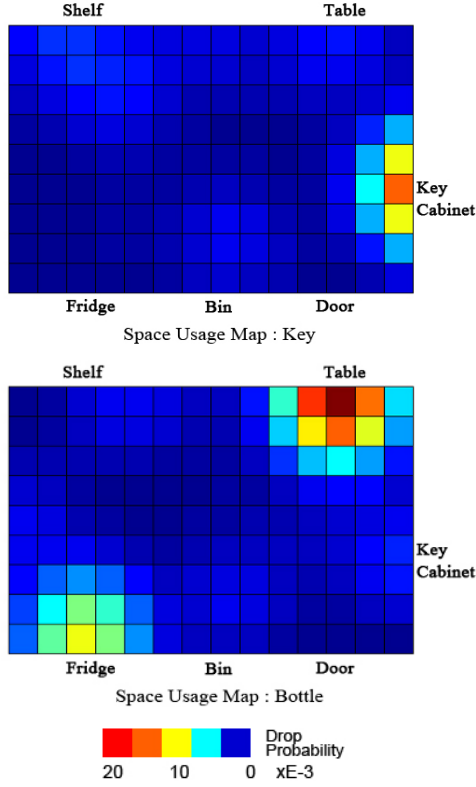 Shelf Table
Key
Cabinet
Fridge Bin Door
Space Usage Map : Key
Shelf Table
Key
Cabinet
Fridge Bin Door
Space Usage Map : Bottle
Drop
Probability
20 10 0 xE-3